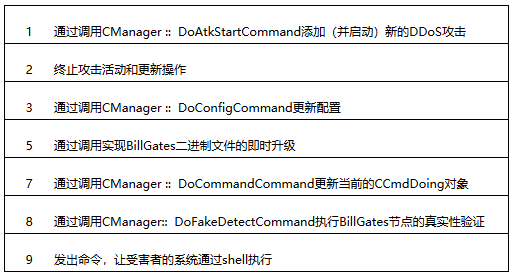 1 通过调用CManager :: DoAtkStartCommand添加（并启动）新的DDoS攻击
2 终止攻击活动和更新操作
3 通过调用CManager :: DoConfigCommand更新配置
5 通过调用实现BillGates二进制文件的即时升级
7 通过调用CManager :: DoCommandCommand更新当前的CCmdDoing对象
8 通过调用CManager:: DoFakeDetectCommand执行BillGates节点的真实性验证
9 发出命令，让受害者的系统通过shell执行